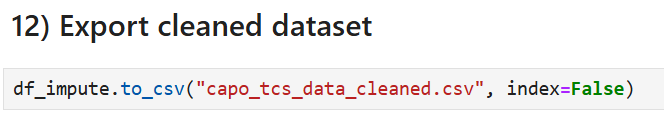 12) Export cleaned dataset
df_impute.to_csv("capo_tcs_data_cleaned.csv", index=False)